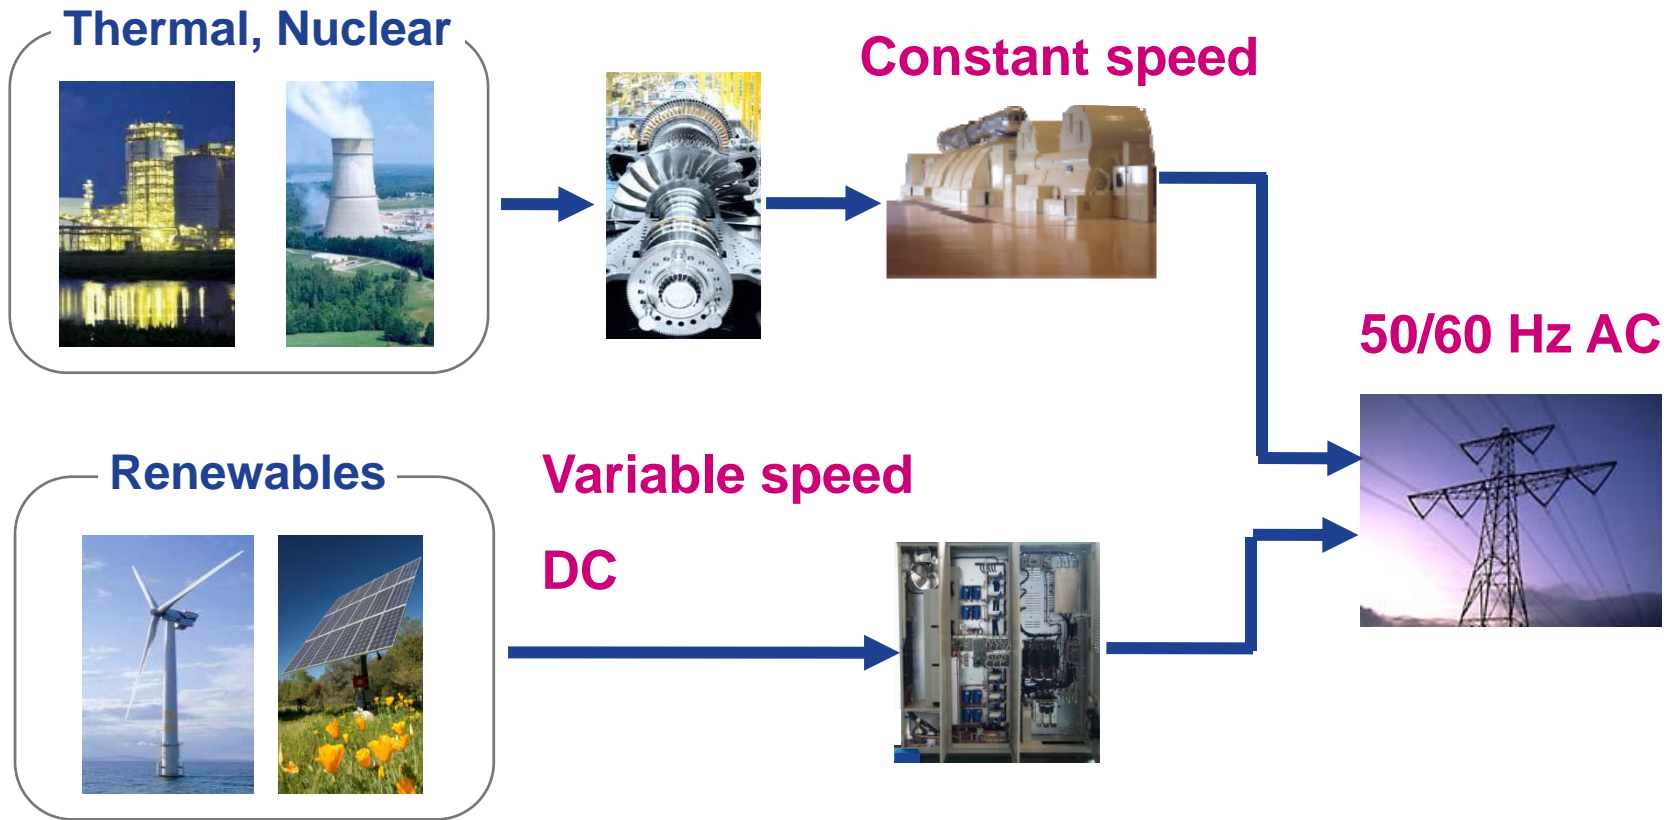 Thermal, Nuclear
Constant speed
50/60 Hz AC
Renewables
Variable speed
DC